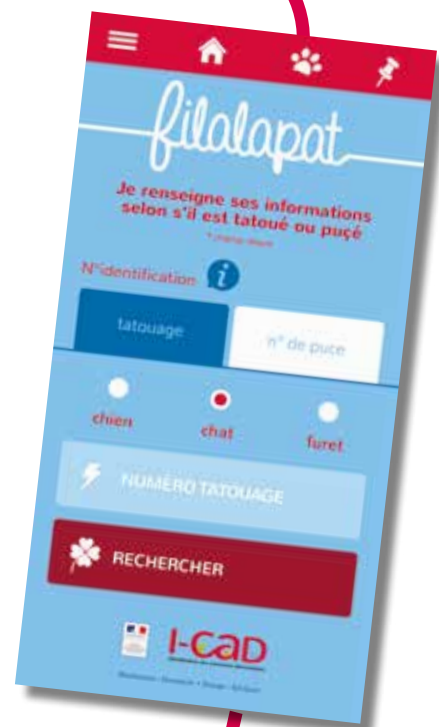 filalapat
Je renseigne ses informations
selon s'il est tatoué ou puçé
N°identification i
tatouage
n° de puce
chien
chat
furet
NUMÉRO TATOUAGE
RECHERCHER
I-CaD